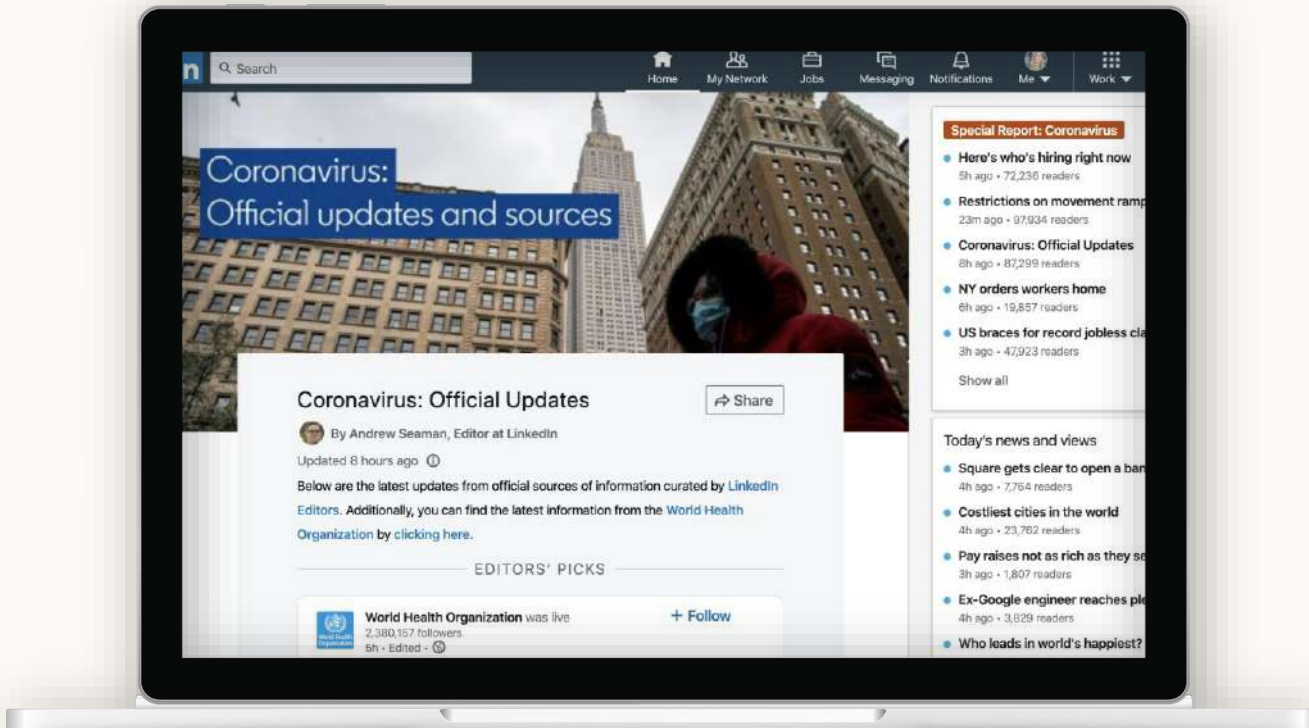 in
Search
Home
My Network
Jobs
Messaging
Notifications
Me
Work
Coronavirus:
Official updates and sources
Coronavirus: Official Updates
Share
By Andrew Seaman, Editor at LinkedIn
Updated 8 hours ago
Below are the latest updates from official sources of information curated by LinkedIn
Editors. Additionally, you can find the latest information from the World Health
Organization by clicking here.
EDITORS' PICKS
World Health Organization was live
+ Follow
2,380,157 followers
5h • Edited •
World Health
Organization
Special Report: Coronavirus
Here's who's hiring right now
5h ago • 72,236 readers
Restrictions on movement ramp
23m ago • 97,934 readers
Coronavirus: Official Updates
8h ago • 87,299 readers
NY orders workers home
6h ago • 19,857 readers
US braces for record jobless cla
3h ago • 47,923 readers
Show all
Today's news and views
Square gets clear to open a ban
4h ago • 7,764 readers
Costliest cities in the world
4h ago • 23,762 readers
Pay raises not as rich as they se
3h ago • 1,807 readers
Ex-Google engineer reaches ple
4h ago • 3,829 readers
Who leads in world's happiest?